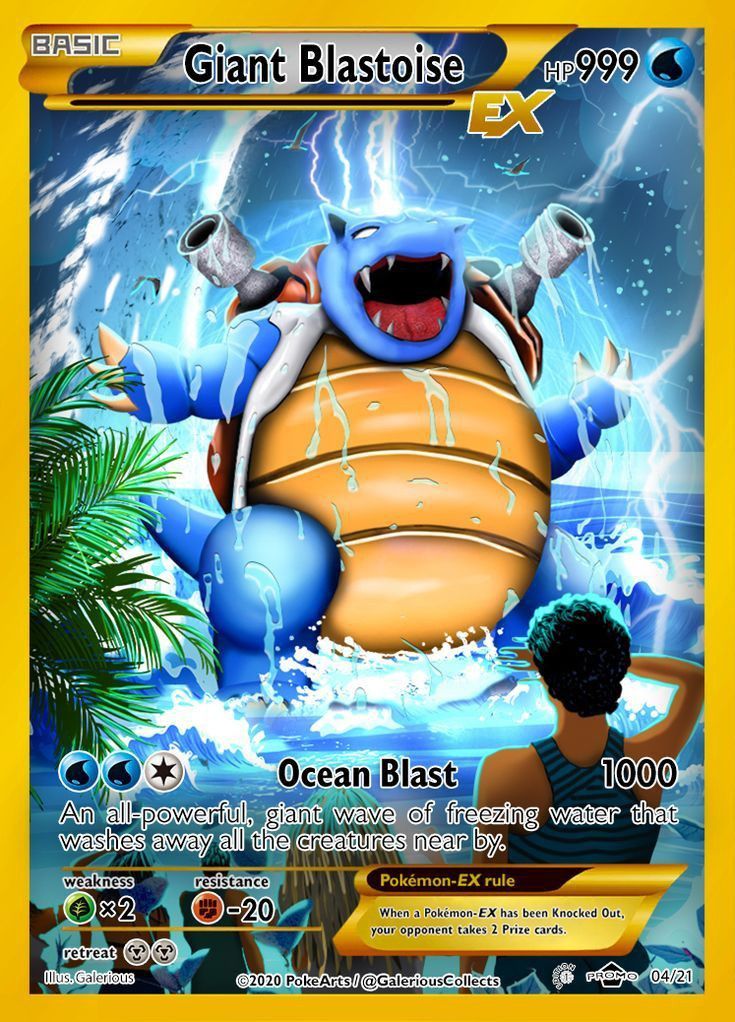 BASIC
Giant Blastoise
HP999
EX
Ocean Blast 1000
An all-powerful, giant wave of freezing water that
washes away all the creatures near by.
weakness resistance
×2 -20
retreat
Pokémon-EX rule
When a Pokémon-EX has been Knocked Out,
your opponent takes 2 Prize cards.
Illus. Galerious
©2020 PokeArts / @GaleriousCollects
EDITION 1
PROMO
04/21